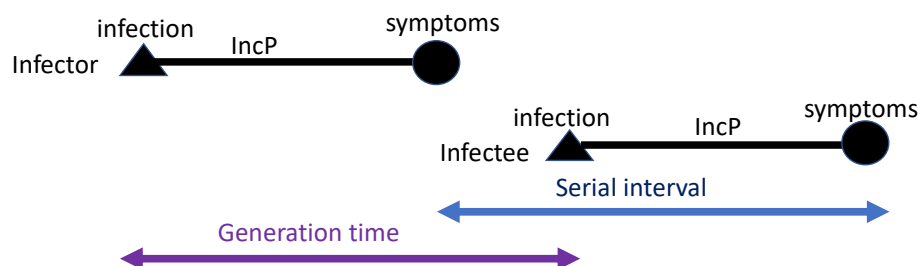 infection
IncP
symptoms
Infector
infection
IncP
symptoms
Infectee
Serial interval
Generation time